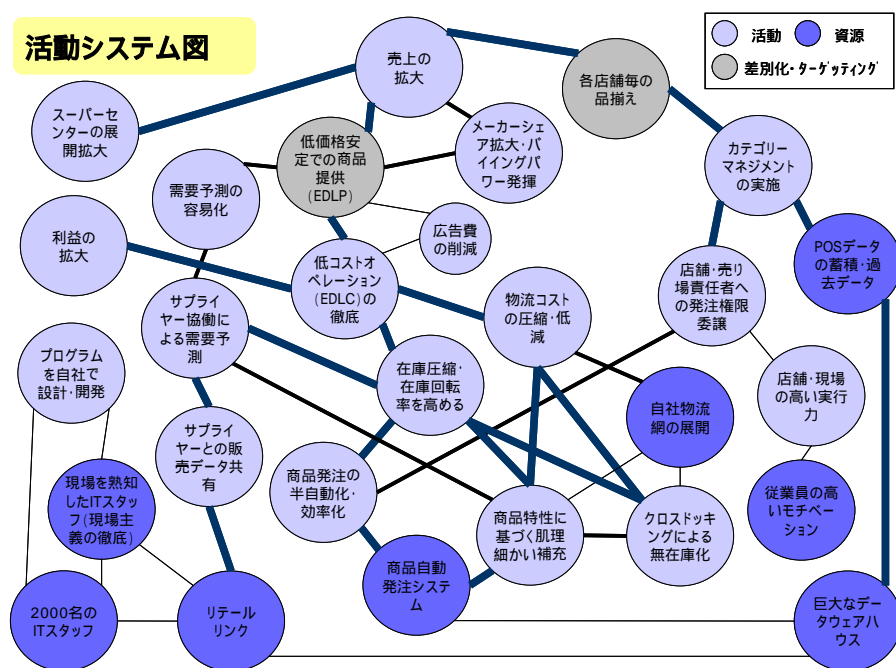 活動システム図
活動
資源
差別化・ターゲッティング
売上の
拡大
各店舗毎の
品揃え
スーパーセ
ンターの展
開拡大
低価格安
定での商品
提供
(EDLP)
メーカーシェ
ア拡大・バ
イイングパ
ワー発揮
カテゴリー
マネジメント
の実施
需要予測の
容易化
利益の
拡大
広告費
の削減
POSデータ
の蓄積・過
去データ
低コストオ
ペレーション
(EDLC)の
徹底
物流コスト
の圧縮・低
減
店舗・売り
場責任者へ
の発注権限
委譲
サプライ
ヤー協働に
よる需要予
測
プログラム
を自社で
設計・開発
在庫圧縮・
在庫回転
率を高める
店舗・現場
の高い実行
力
自社物流
網の展開
サプライ
ヤーとの販
売データ共
有
現場を熟知
したITスタッ
フ(現場主
義の徹底)
商品発注の
半自動化・
効率化
商品特性に
基づく肌理
細かい補充
クロスドッキ
ングによる
無在庫化
従業員の高
いモチベー
ション
商品自動
発注システ
ム
2000名の
ITスタッフ
リテール
リンク
巨大なデー
タウェアハ
ウス